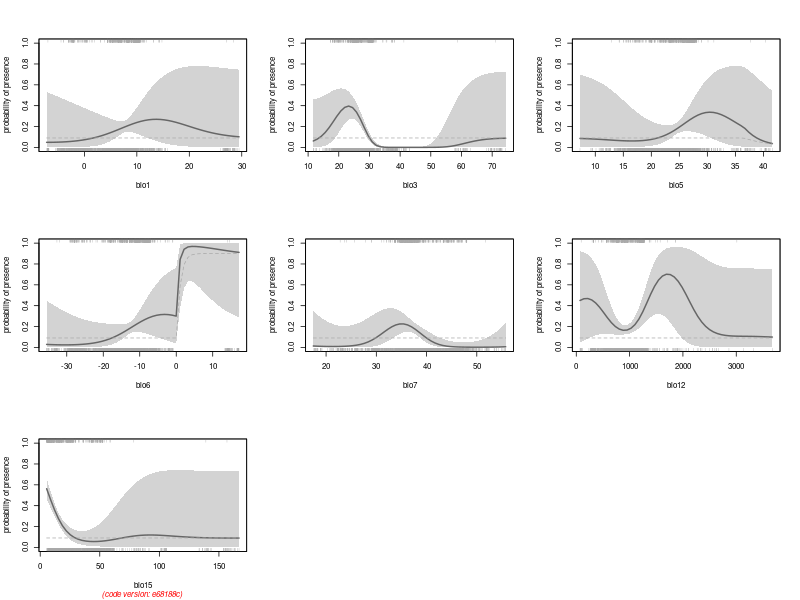 probability of presence
0.0 0.2 0.4 0.6 0.8 1.0
0 10 20 30
bio1
probability of presence
0.0 0.2 0.4 0.6 0.8 1.0
10 20 30 40 50 60 70
bio3
probability of presence
0.0 0.2 0.4 0.6 0.8 1.0
10 15 20 25 30 35 40
bio5
probability of presence
0.0 0.2 0.4 0.6 0.8 1.0
-30 -20 -10 0 10
bio6
probability of presence
0.0 0.2 0.4 0.6 0.8 1.0
20 30 40 50
bio7
probability of presence
0.0 0.2 0.4 0.6 0.8 1.0
0 1000 2000 3000
bio12
probability of presence
0.0 0.2 0.4 0.6 0.8 1.0
0 50 100 150
bio15
(code version: e68188c)